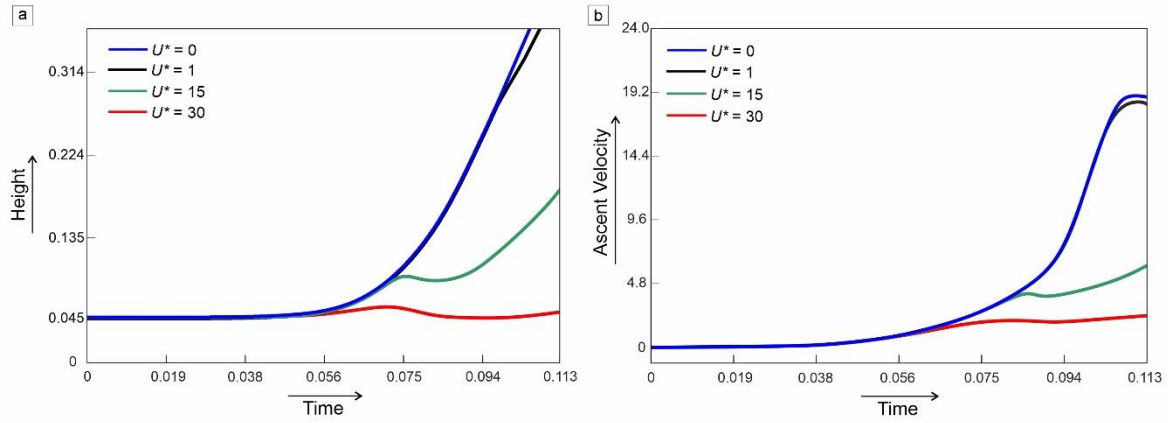 a
U* = 0
U* = 1
U* = 15
U* = 30
Height
0.314
0.224
0.135
0.045
0
0 0.019 0.038 0.056 0.075 0.094 0.113
Time
b
U* = 0
U* = 1
U* = 15
U* = 30
Ascent Velocity
24.0
19.2
14.4
9.6
4.8
0
0 0.019 0.038 0.056 0.075 0.094 0.113
Time